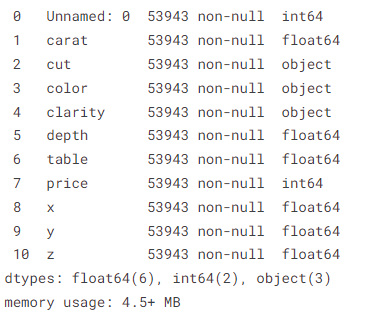 0 Unnamed: 0 53943 non-null int64
1 carat 53943 non-null float64
2 cut 53943 non-null object
3 color 53943 non-null object
4 clarity 53943 non-null object
5 depth 53943 non-null float64
6 table 53943 non-null float64
7 price 53943 non-null int64
8 x 53943 non-null float64
9 y 53943 non-null float64
10 z 53943 non-null float64
dtypes: float64(6), int64(2), object(3)
memory usage: 4.5+ MB